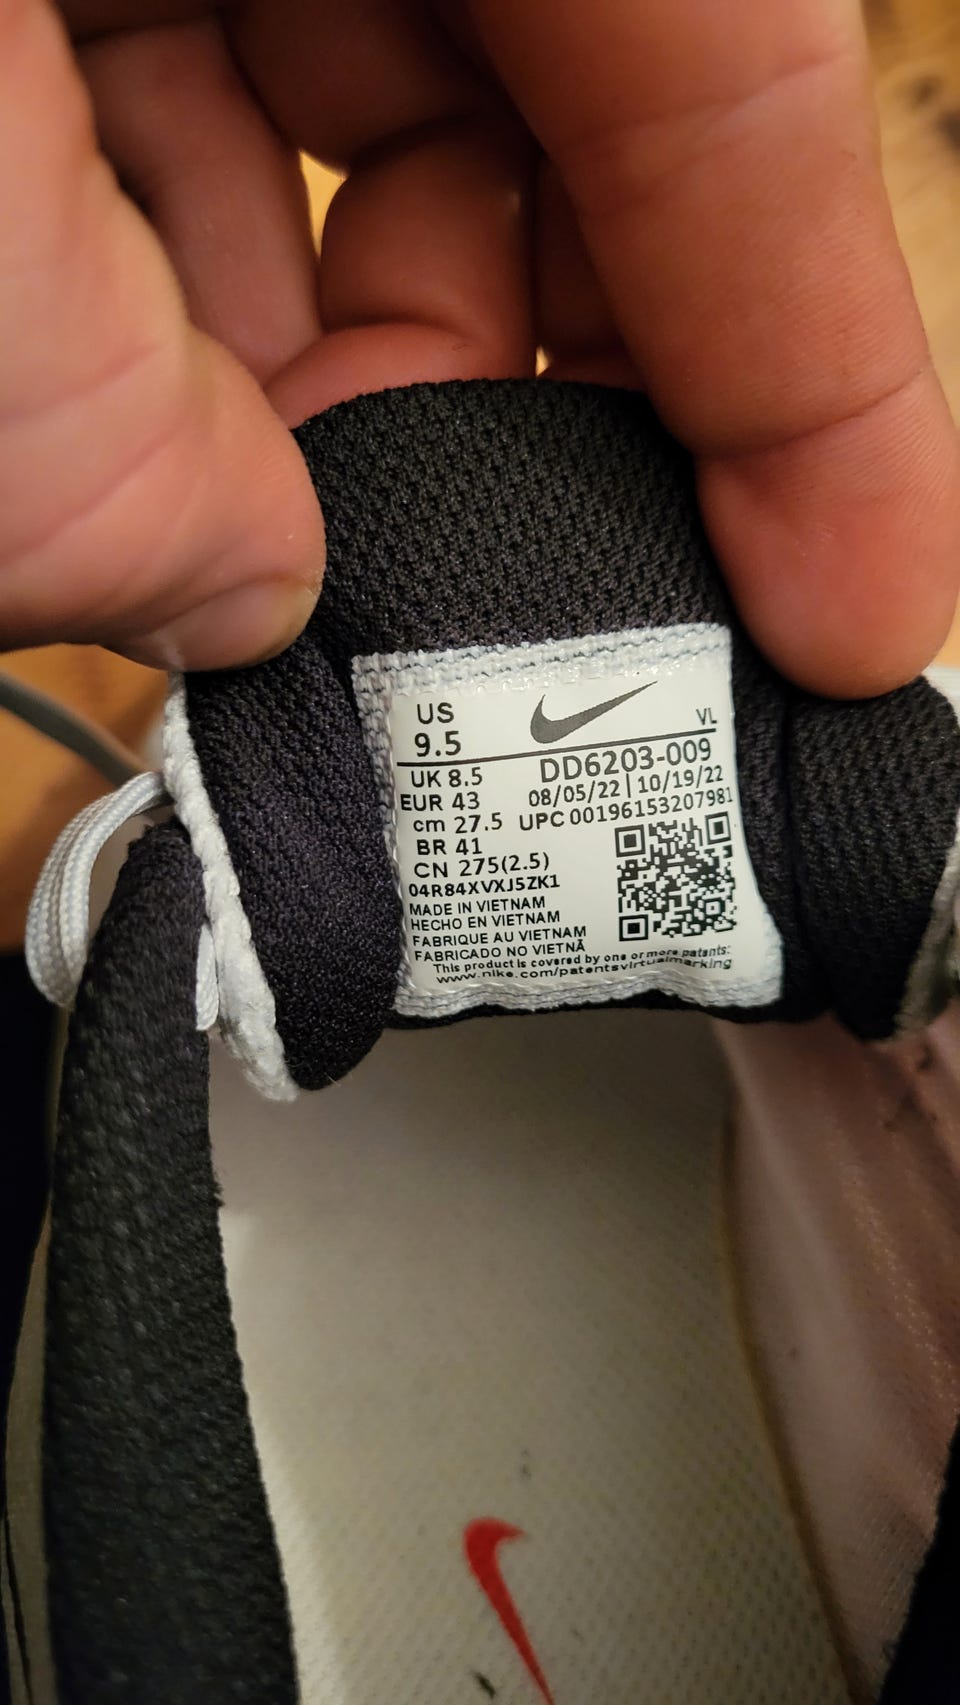 US
9.5
VL
UK 8.5
EUR 43
cm 27.5
BR 41
CN 275(2.5)
DD6203-009
08/05/22 | 10/19/22
UPC 00196153207981
04R84XVXJ5ZK1
MADE IN VIETNAM
HECHO EN VIETNAM
FABRIQUE AU VIETNAM
FABRICADO NO VIETNÃ
This product is covered by one or more patents:
www.nike.com/patentsvirtualmarking